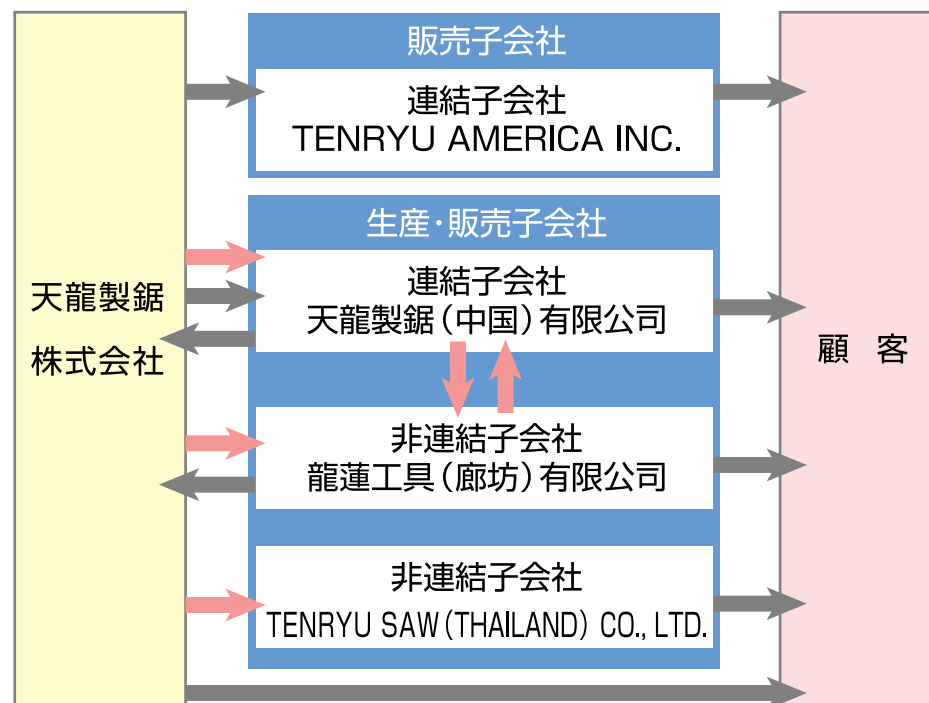 販売子会社
連結子会社
TENRYU AMERICA INC.
生産・販売子会社
連結子会社
天龍製鋸（中国）有限公司
天龍製鋸
株式会社
顧 客
非連結子会社
龍蓮工具（廊坊）有限公司
非連結子会社
TENRYU SAW（THAILAND） CO., LTD.